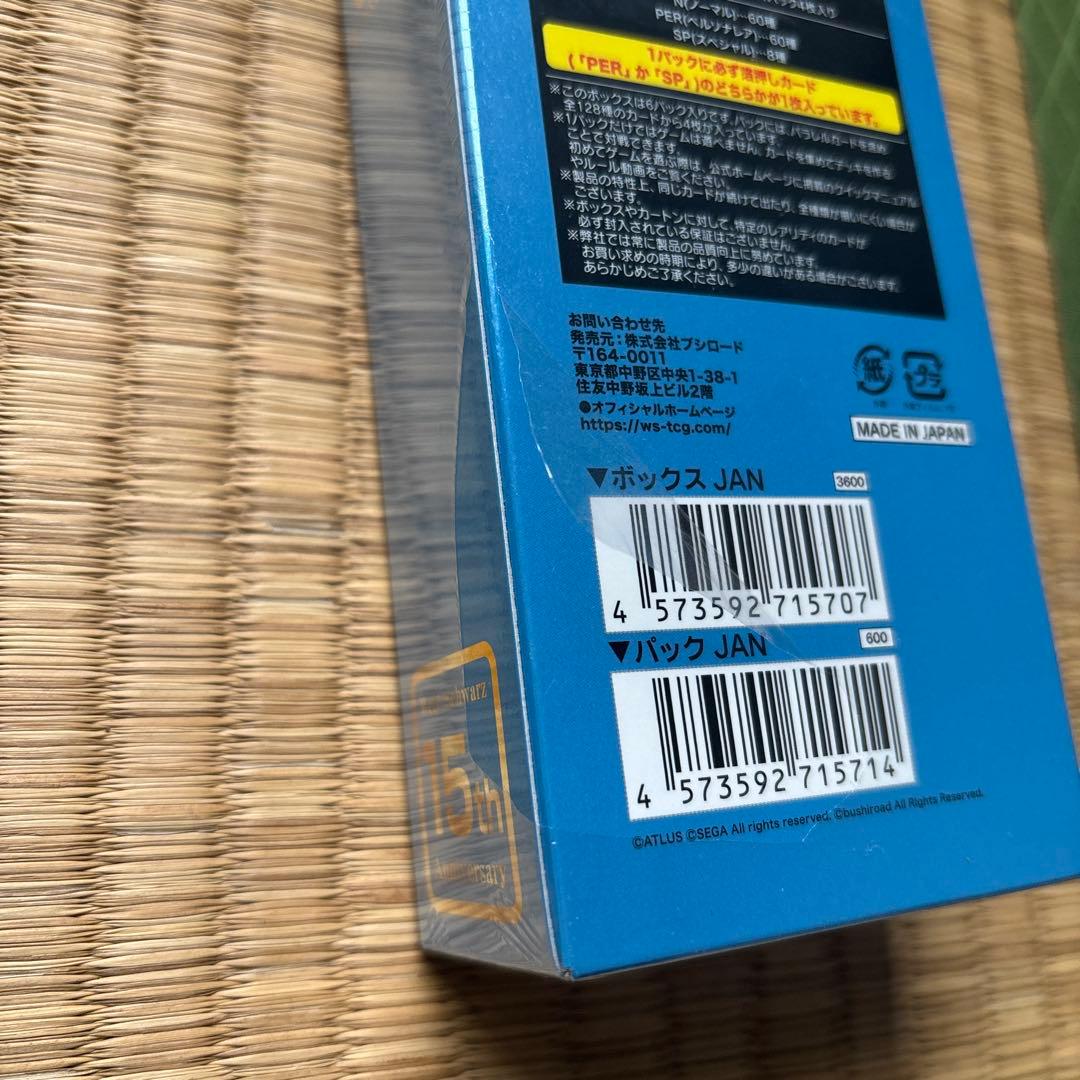 パック4枚入り
N(ノーマル)…60種
PER(ペルソナレア)…60種
SP(スペシャル)…8種
1パックに必ず箔押しカード
(「PER」か「SP」)のどちらかが1枚入っています。
※このボックスは6パック入りです。パックには、パラレルカードを含め
全128種のカードから4枚が入っています。
※1パックだけではゲームは遊べません。カードを集めてデッキを作る
ことで対戦できます。
初めてゲームを遊ぶ際は、公式ホームページに掲載のクイックマニュアル
やルール動画をご覧ください。
※製品の特性上、同じカードが続けて出たり、全種類が揃いにくい場合が
ございます。
※ボックスやカートンに対して、特定のレアリティのカードが
必ず封入されている保証はございません。
※弊社では常に製品の品質向上に努めています。
お買い求めの時期により、多少の違いがある場合がございます。
あらかじめご了承ください。
お問い合わせ先
発売元：株式会社ブシロード
〒164-0011
東京都中野区中央1-38-1
住友中野坂上ビル2階
オフィシャルホームページ
https://ws-tcg.com/
紙 プラ
MADE IN JAPAN
▼ボックス JAN 3600
4 573592 715707
▼パック JAN 600
4 573592 715714
©ATLUS ©SEGA All rights reserved. ©bushiroad All Rights Reserved.
Schwarz
15th
Anniversary